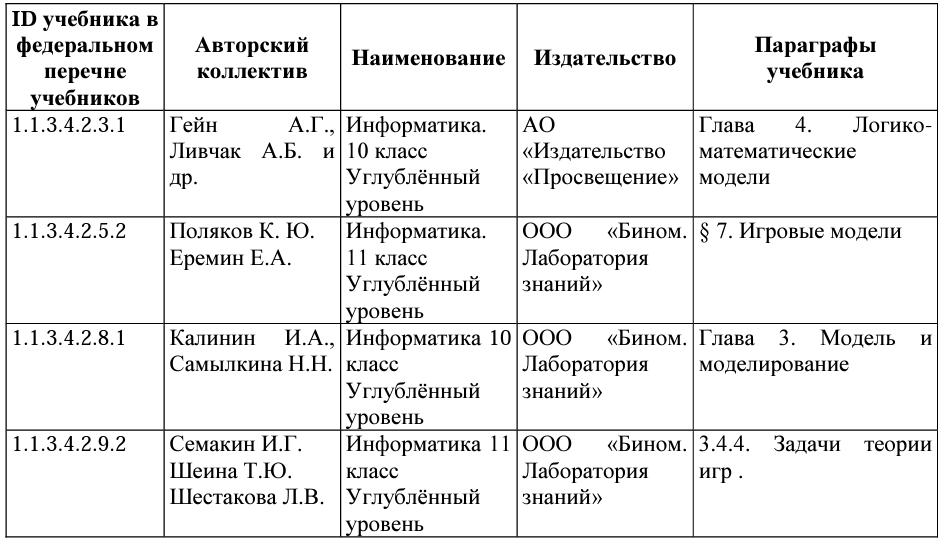 ID учебника в
федеральном
перечне
учебников
Авторский
коллектив
Наименование
Издательство
Параграфы
учебника
1.1.3.4.2.3.1
Гейн А.Г.,
Ливчак А.Б. и
др.
Информатика.
10 класс
Углублённый
уровень
АО
«Издательство
«Просвещение»
Глава 4. Логико-
математические
модели
1.1.3.4.2.5.2
Поляков К. Ю.
Еремин Е.А.
Информатика.
11 класс
Углублённый
уровень
ООО «Бином.
Лаборатория
знаний»
§ 7. Игровые модели
1.1.3.4.2.8.1
Калинин И.А.,
Самылкина Н.Н.
Информатика 10
класс
Углублённый
уровень
ООО «Бином.
Лаборатория
знаний»
Глава 3. Модель и
моделирование
1.1.3.4.2.9.2
Семакин И.Г.
Шеина Т.Ю.
Шестакова Л.В.
Информатика 11
класс
Углублённый
уровень
ООО «Бином.
Лаборатория
знаний»
3.4.4. Задачи теории
игр .